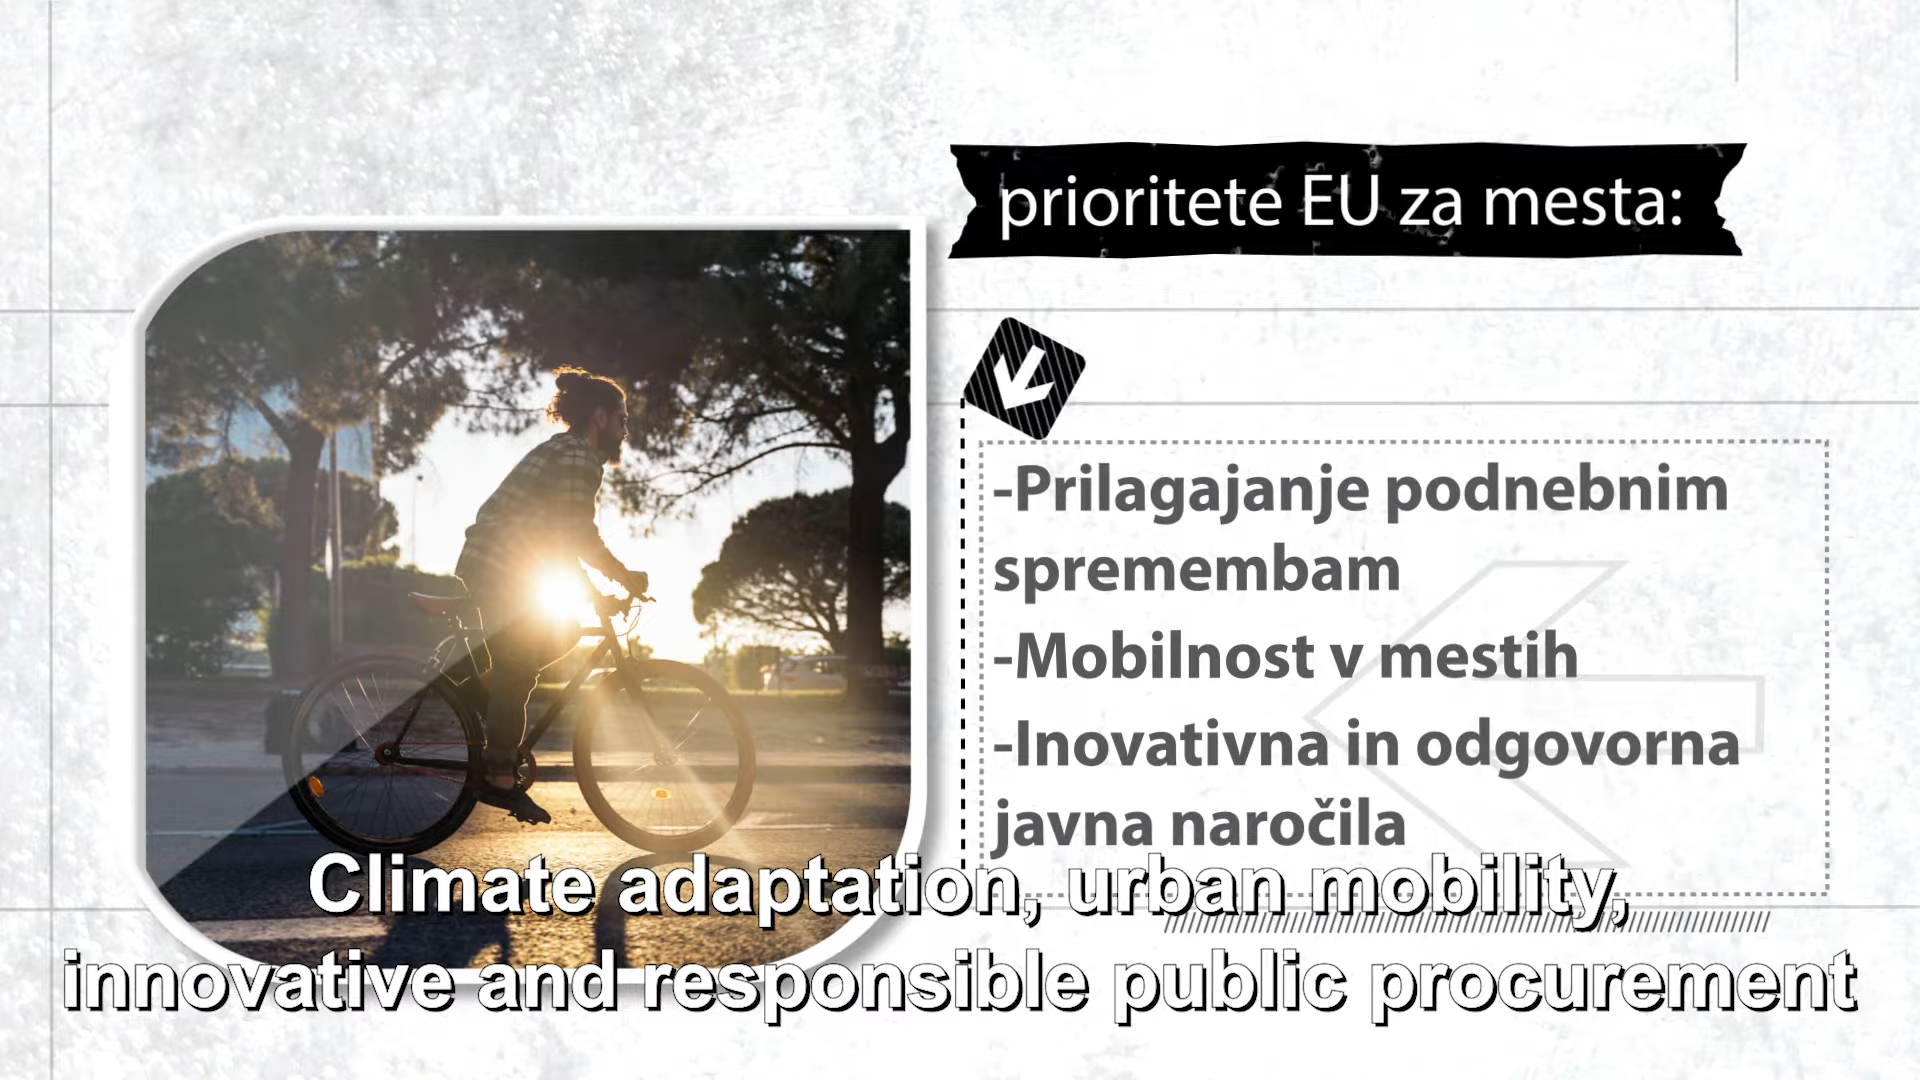 prioritete EU za mesta:
-Prilagajanje podnebnim
spremembam
-Mobilnost v mestih
-Inovativna in odgovorna
javna naročila
Climate adaptation, urban mobility,
innovative and responsible public procurement